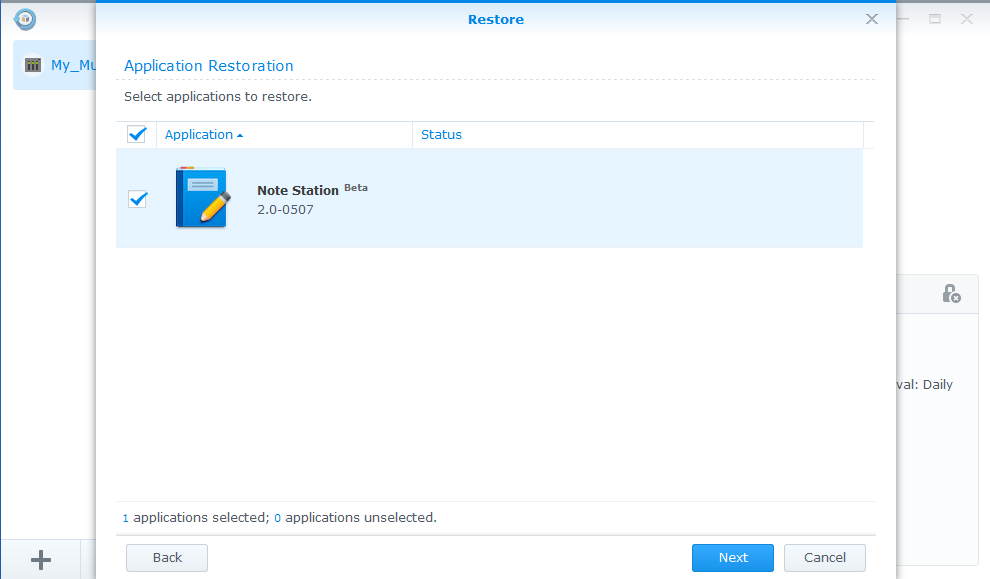 Restore
My_Mu
Application Restoration
Select applications to restore.
Application Status
Note Station Beta
2.0-0507
val: Daily
1 applications selected; 0 applications unselected.
Back Next Cancel